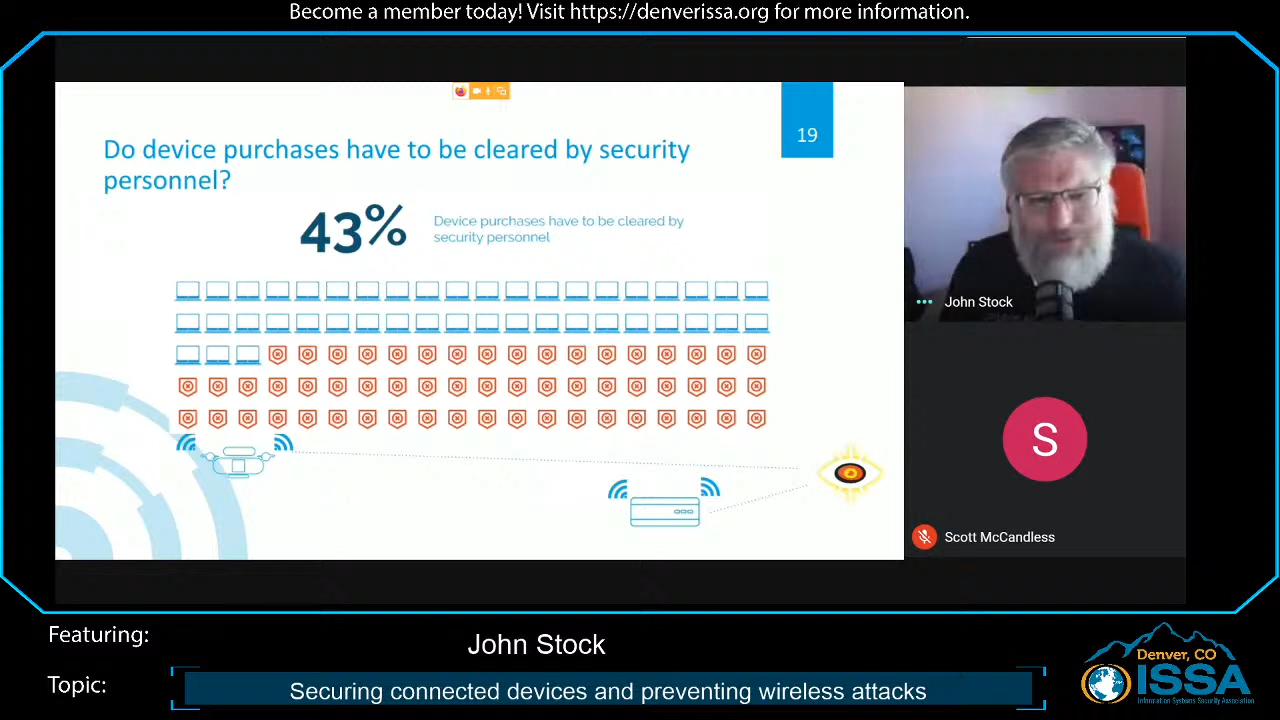 Become a member today! Visit https://denverissa.org for more information.
19
Do device purchases have to be cleared by security
personnel?
43%
Device purchases have to be cleared by
security personnel
John Stock
S
Scott McCandless
Featuring:
John Stock
Topic:
Securing connected devices and preventing wireless attacks
Denver, CO
ISSA
Information Systems Security Association